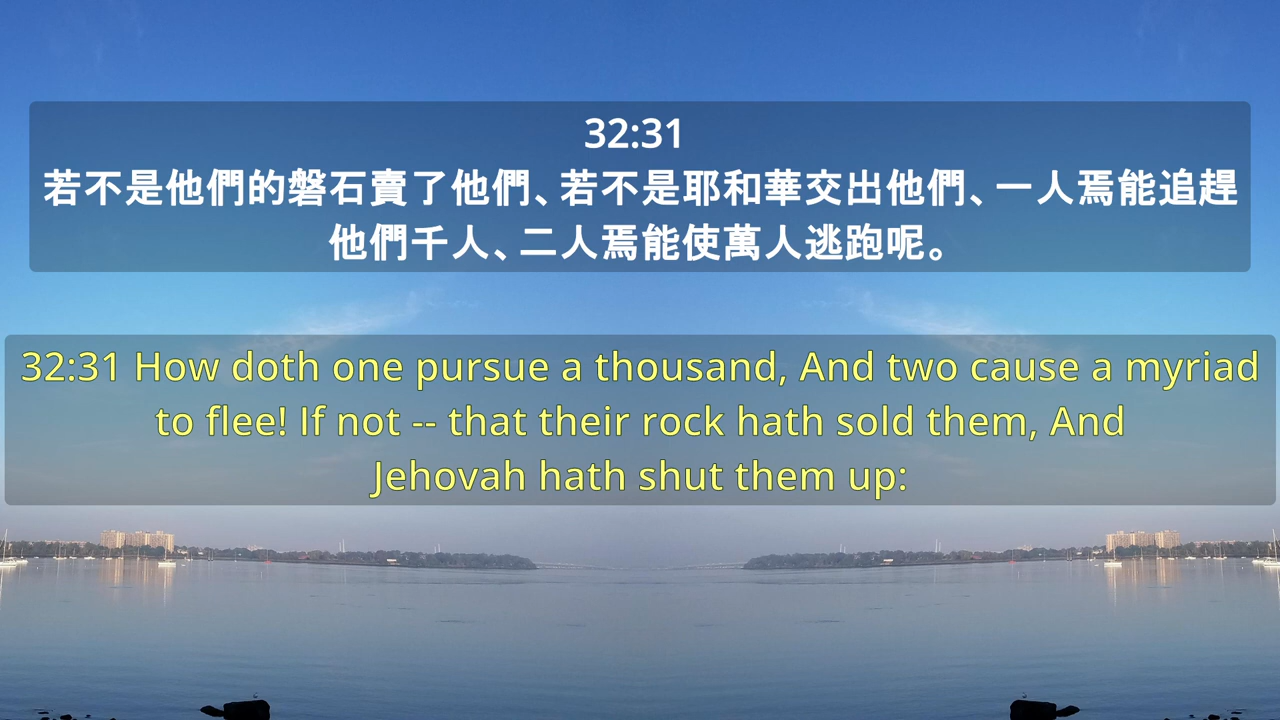 32:31
若不是他們的磐石賣了他們、若不是耶和華交出他們、一人焉能追趕
他們千人、二人焉能使萬人逃跑呢。
32:31 How doth one pursue a thousand, And two cause a myriad
to flee! If not -- that their rock hath sold them, And
Jehovah hath shut them up: